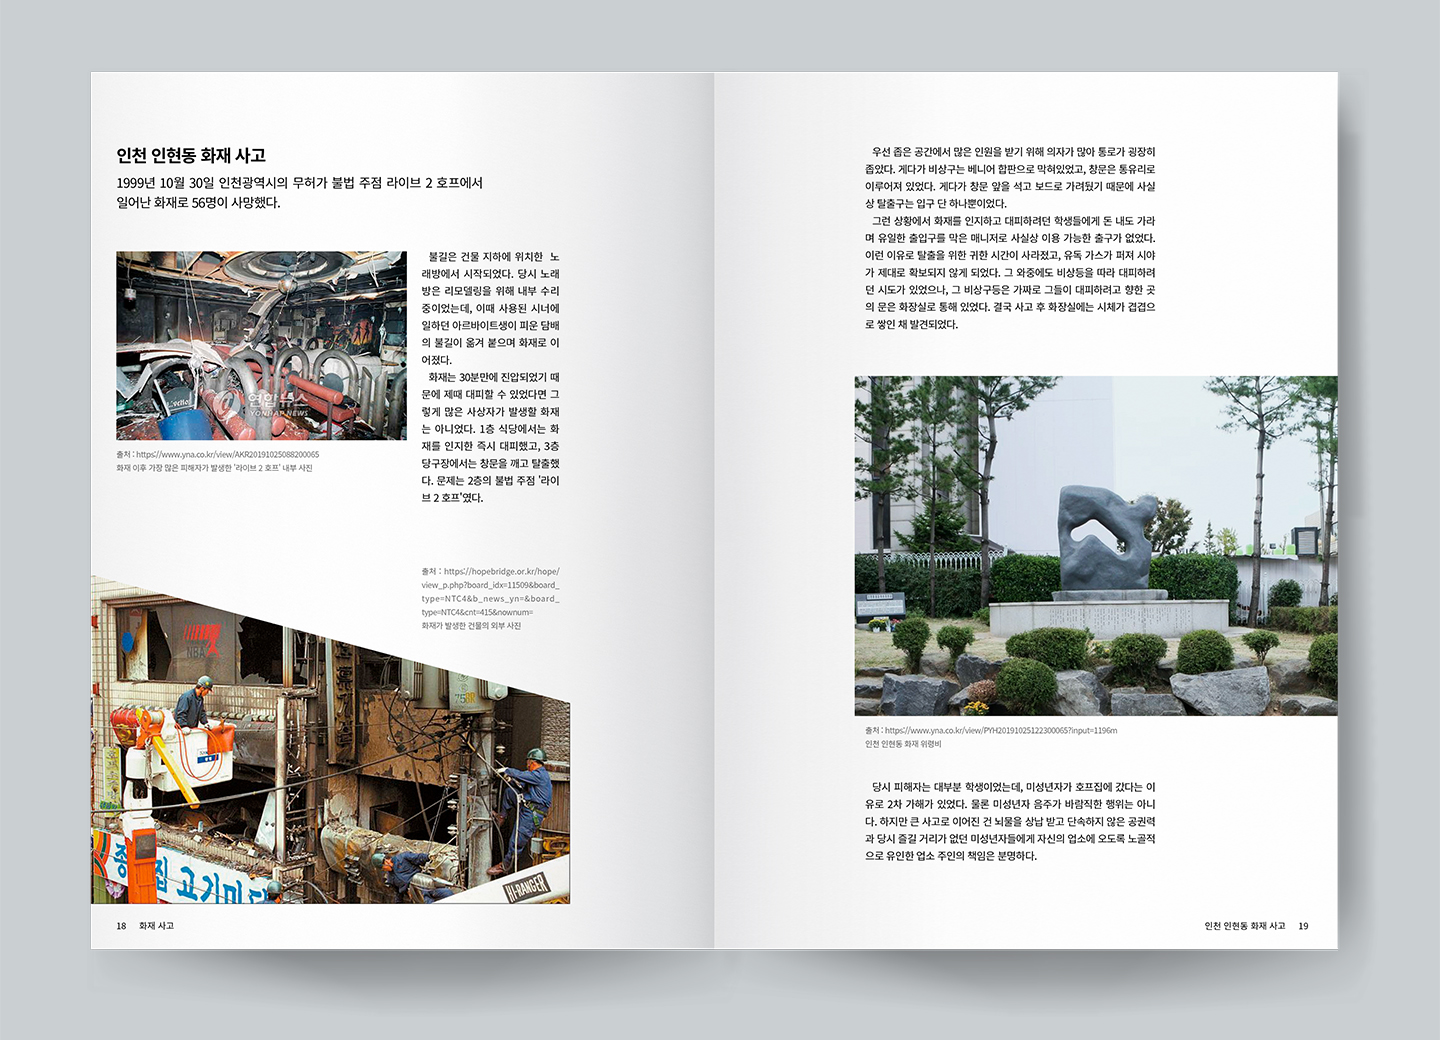 인천 인현동 화재 사고
1999년 10월 30일 인천광역시의 무허가 불법 주점 라이브 2 호프에서
일어난 화재로 56명이 사망했다.
연합뉴스
YONHAP NEWS
출처 : https://www.yna.co.kr/view/AKR20191025088200065
화재 이후 가장 많은 피해자가 발생한 '라이브 2 호프' 내부 사진
불길은 건물 지하에 위치한 노
래방에서 시작되었다. 당시 노래
방은 리모델링을 위해 내부 수리
중이었는데, 이때 사용된 시너에
일하던 아르바이트생이 피운 담배
의 불길이 옮겨 붙으며 화재로 이
어졌다.
화재는 30분만에 진압되었기 때
문에 제때 대피할 수 있었다면 그
렇게 많은 사상자가 발생할 화재
는 아니었다. 1층 식당에서는 화
재를 인지한 즉시 대피했고, 3층
당구장에서는 창문을 깨고 탈출했
다. 문제는 2층의 불법 주점 '라이
브 2 호프'였다.
출처 : https://hopebridge.or.kr/hope/
view_p.php?board_idx=11509&board_
type=NTC4&b_news_yn=&board_
type=NTC4&cnt=415&nownum=
화재가 발생한 건물의 외부 사진
NBA
HI-RANGER
18 화재 사고
우선 좁은 공간에서 많은 인원을 받기 위해 의자가 많아 통로가 굉장히
좁았다. 게다가 비상구는 베니어 합판으로 막혀있었고, 창문은 통유리로
이루어져 있었다. 게다가 창문 앞을 석고 보드로 가려뒀기 때문에 사실
상 탈출구는 입구 단 하나뿐이었다.
그런 상황에서 화재를 인지하고 대피하려던 학생들에게 돈 내도 가라
며 유일한 출입구를 막은 매니저로 사실상 이용 가능한 출구가 없었다.
이런 이유로 탈출을 위한 귀한 시간이 사라졌고, 유독 가스가 퍼져 시야
가 제대로 확보되지 않게 되었다. 그 와중에도 비상등을 따라 대피하려
던 시도가 있었으나, 그 비상구등은 가짜로 그들이 대피하려고 향한 곳
의 문은 화장실로 통해 있었다. 결국 사고 후 화장실에는 시체가 겹겹으
로 쌓인 채 발견되었다.
출처 : https://www.yna.co.kr/view/PYH20191025122300065?input=1196m
인천 인현동 화재 위령비
당시 피해자는 대부분 학생이었는데, 미성년자가 호프집에 갔다는 이
유로 2차 가해가 있었다. 물론 미성년자 음주가 바람직한 행위는 아니
다. 하지만 큰 사고로 이어진 건 뇌물을 상납 받고 단속하지 않은 공권력
과 당시 즐길 거리가 없던 미성년자들에게 자신의 업소에 오도록 노골적
으로 유인한 업소 주인의 책임은 분명하다.
인천 인현동 화재 사고 19